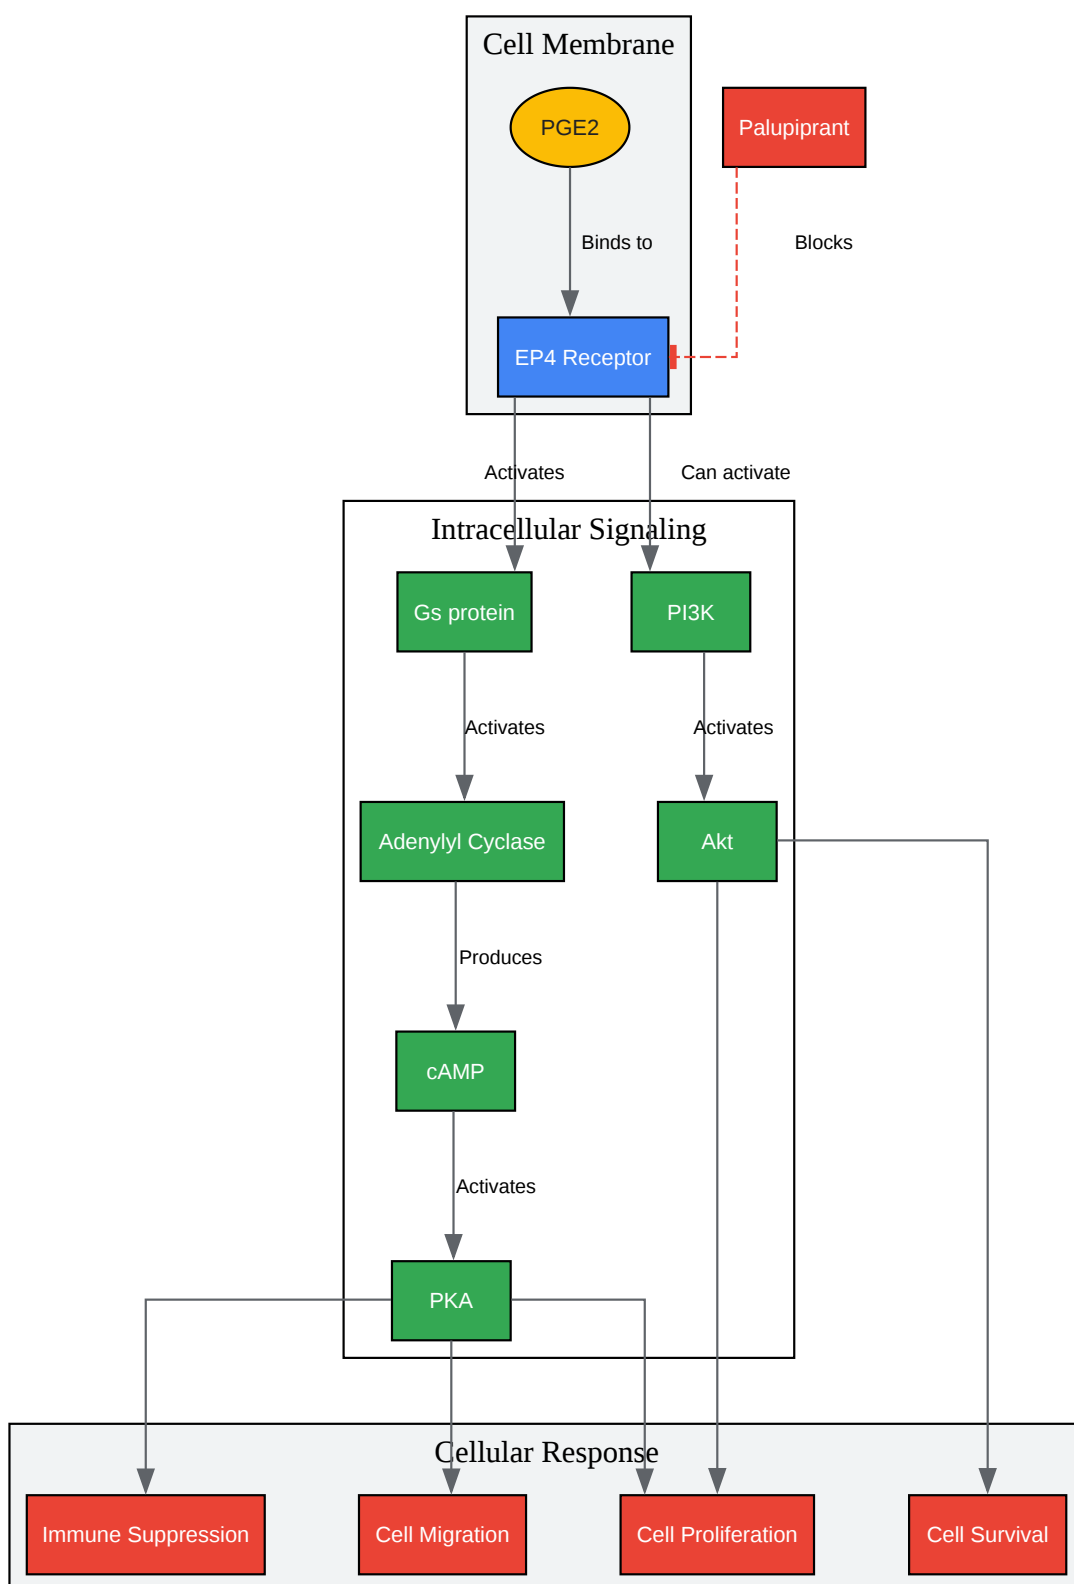 Cell Membrane
PGE2
Palupiprant
Binds to
Blocks
EP4 Receptor
Activates
Can activate
Intracellular Signaling
Gs protein
PI3K
Activates
Activates
Adenylyl Cyclase
Akt
Produces
cAMP
Activates
PKA
Cellular Response
Immune Suppression
Cell Migration
Cell Proliferation
Cell Survival